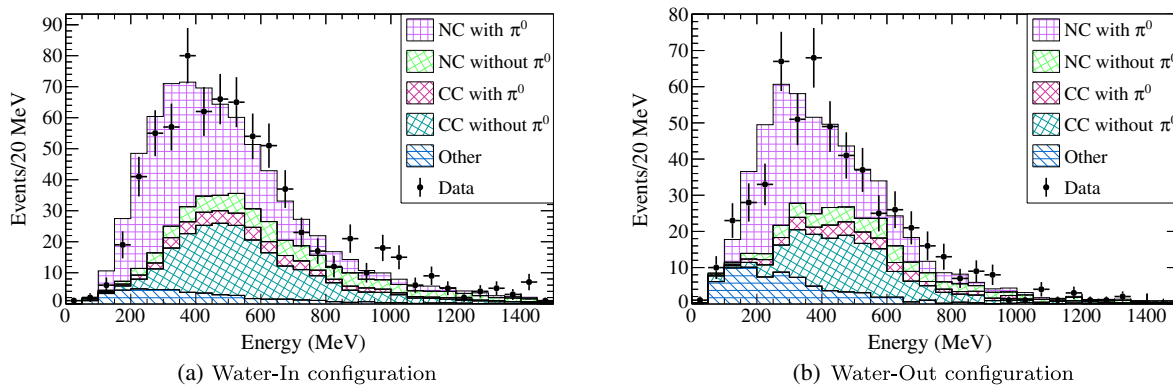 90
80
70
60
50
40
30
20
10
0
Events/20 MeV
0 200 400 600 800 1000 1200 1400
Energy (MeV)
NC with π⁰
NC without π⁰
CC with π⁰
CC without π⁰
Other
Data
(a) Water-In configuration
80
70
60
50
40
30
20
10
0
Events/20 MeV
0 200 400 600 800 1000 1200 1400
Energy (MeV)
NC with π⁰
NC without π⁰
CC with π⁰
CC without π⁰
Other
Data
(b) Water-Out configuration